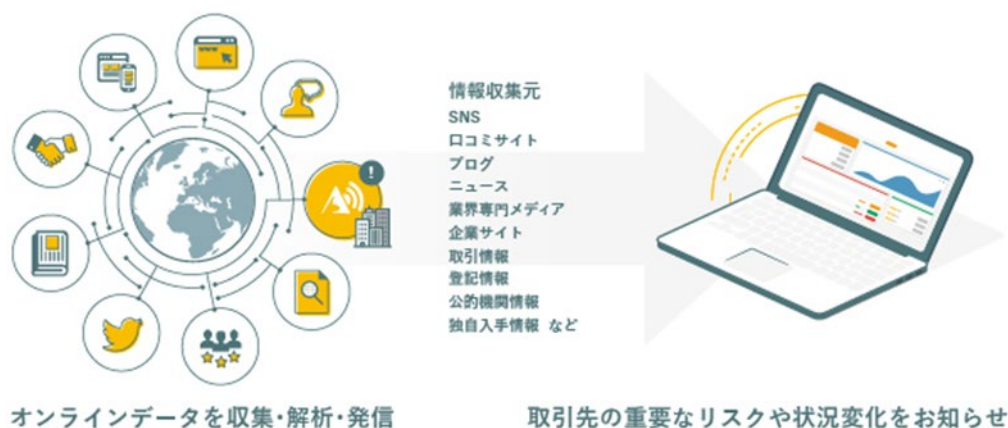 www
情報収集元
SNS
口コミサイト
ブログ
ニュース
業界専門メディア
企業サイト
取引情報
登記情報
公的機関情報
独自入手情報 など
オンラインデータを収集・解析・発信
取引先の重要なリスクや状況変化をお知らせ